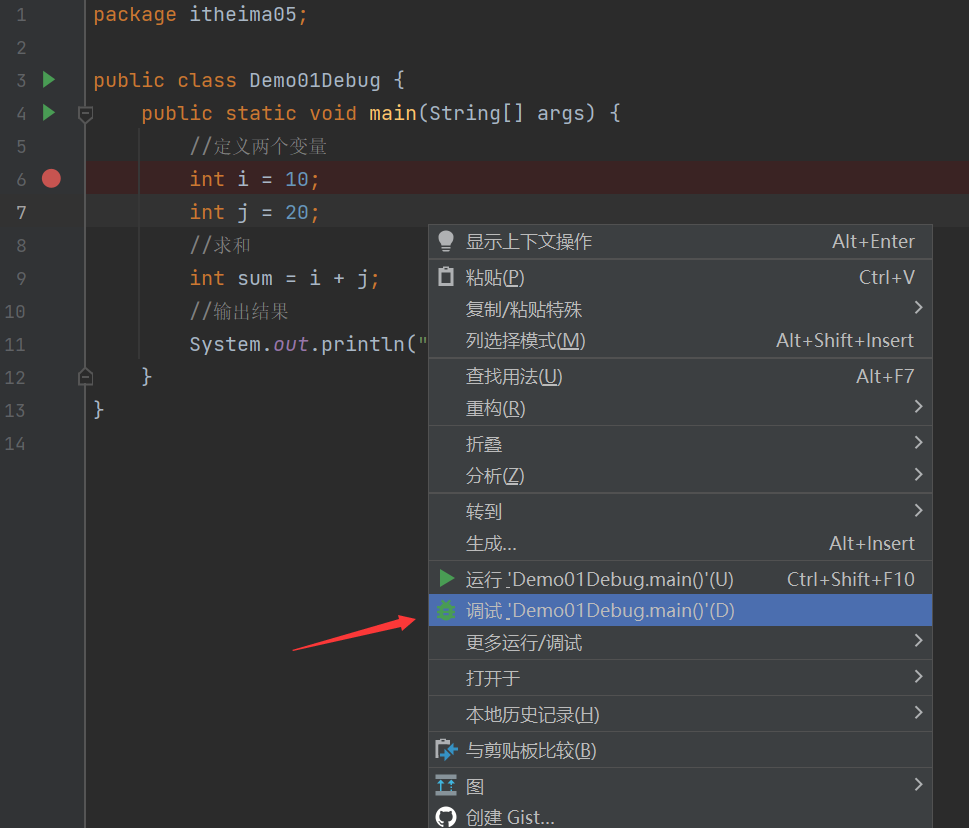 1 package itheima05;
2
3 public class Demo01Debug {
4 public static void main(String[] args) {
5 //定义两个变量
6 int i = 10;
7 int j = 20;
8 //求和
9 int sum = i + j;
10 //输出结果
11 System.out.println("
12 }
13 }
14
显示上下文操作 Alt+Enter
粘贴(P) Ctrl+V
复制/粘贴特殊
列选择模式(M) Alt+Shift+Insert
查找用法(U) Alt+F7
重构(R)
折叠
分析(Z)
转到
生成... Alt+Insert
运行 'Demo01Debug.main()'(U) Ctrl+Shift+F10
调试 'Demo01Debug.main()'(D)
更多运行/调试
打开于
本地历史记录(H)
与剪贴板比较(B)
图
创建 Gist...